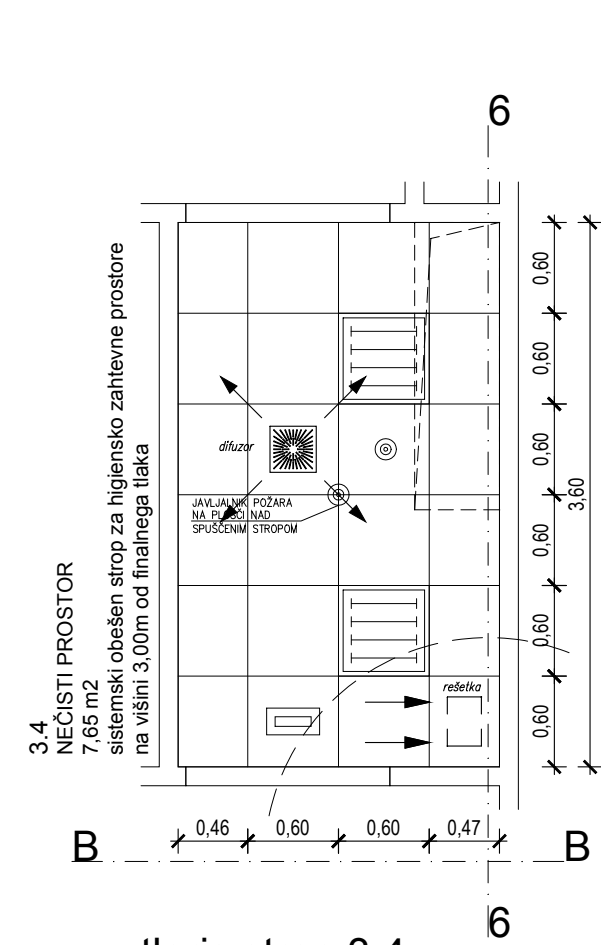 6
3.4
NEČISTI PROSTOR
7,65 m2
sistemski obešen strop za higiensko zahtevne prostore
na višini 3,00m od finalnega tlaka
difuzor
JAVLJALNIK POŽARA
NA PLOŠČI NAD
SPUŠČENIM STROPOM
rešetka
0,60
0,60
0,60
0,60
0,60
0,60
3,60
0,46
0,60
0,60
0,47
B
B
6